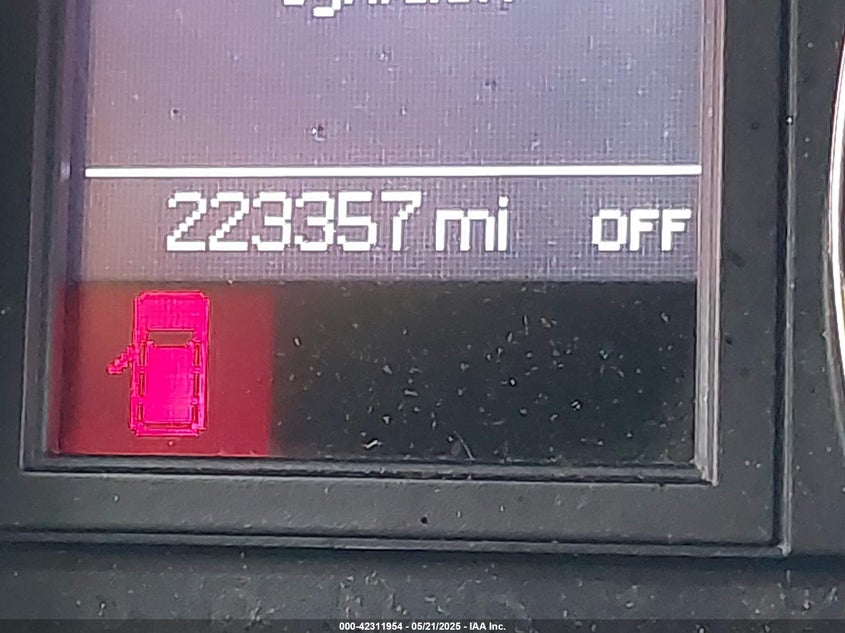 223357 mi OFF
000-42311954 - 05/21/2025 - IAA Inc.